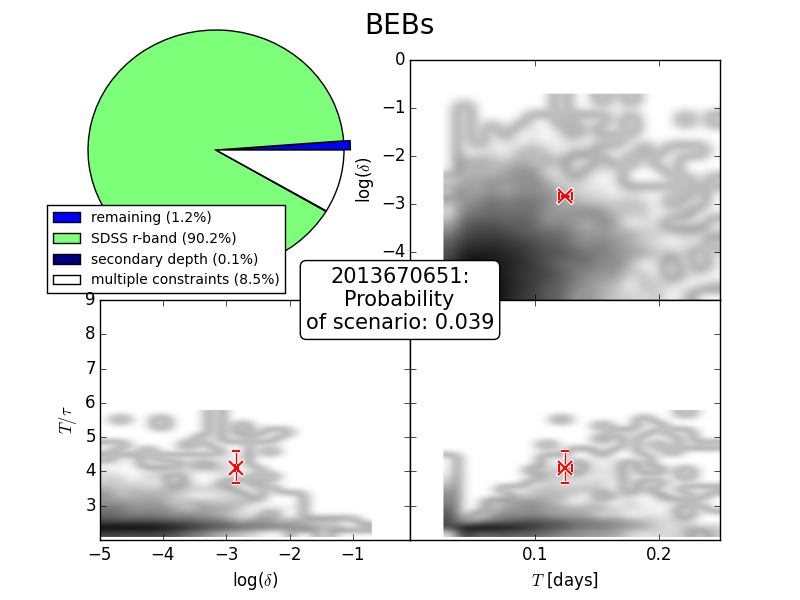 BEBs
remaining (1.2%)
SDSS r-band (90.2%)
secondary depth (0.1%)
multiple constraints (8.5%)
0
−1
−2
−3
−4
log(δ)
2013670651:
Probability
of scenario: 0.039
9
8
7
6
5
4
3
T/τ
−5 −4 −3 −2 −1
log(δ)
0.1 0.2
T [days]